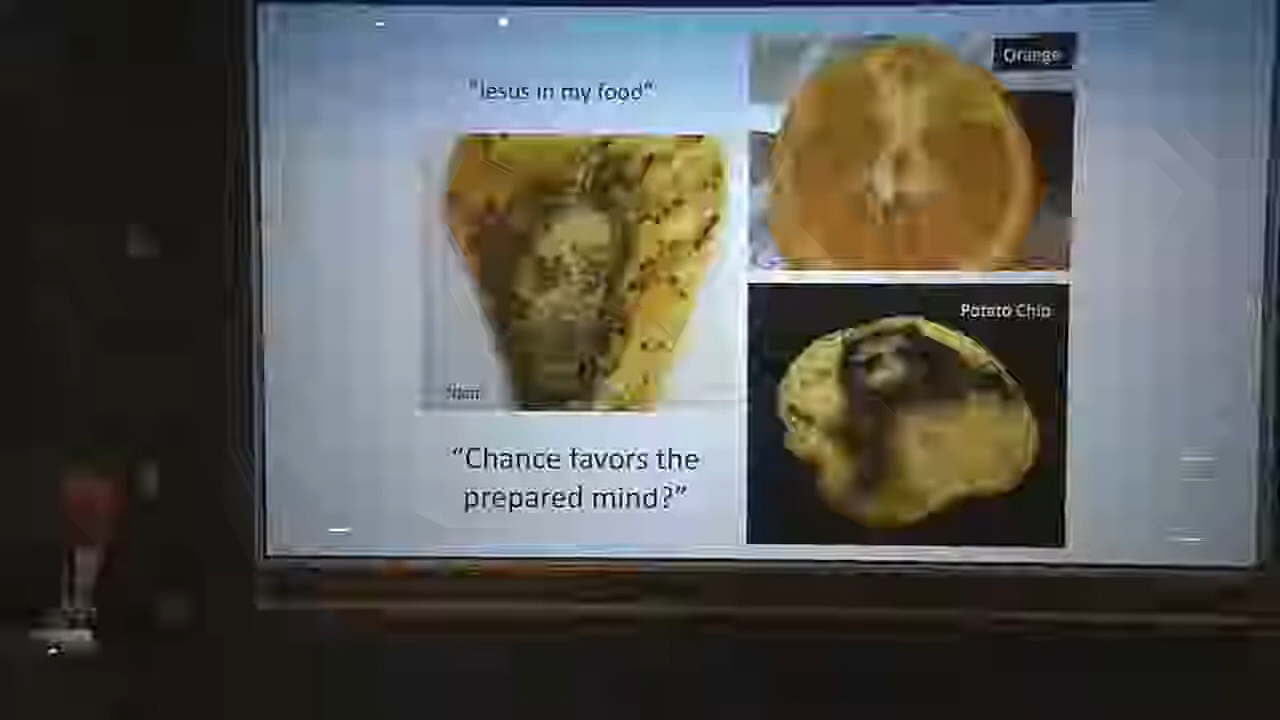 "Jesus in my food"
Orange
Potato Chip
"Chance favors the
prepared mind?"